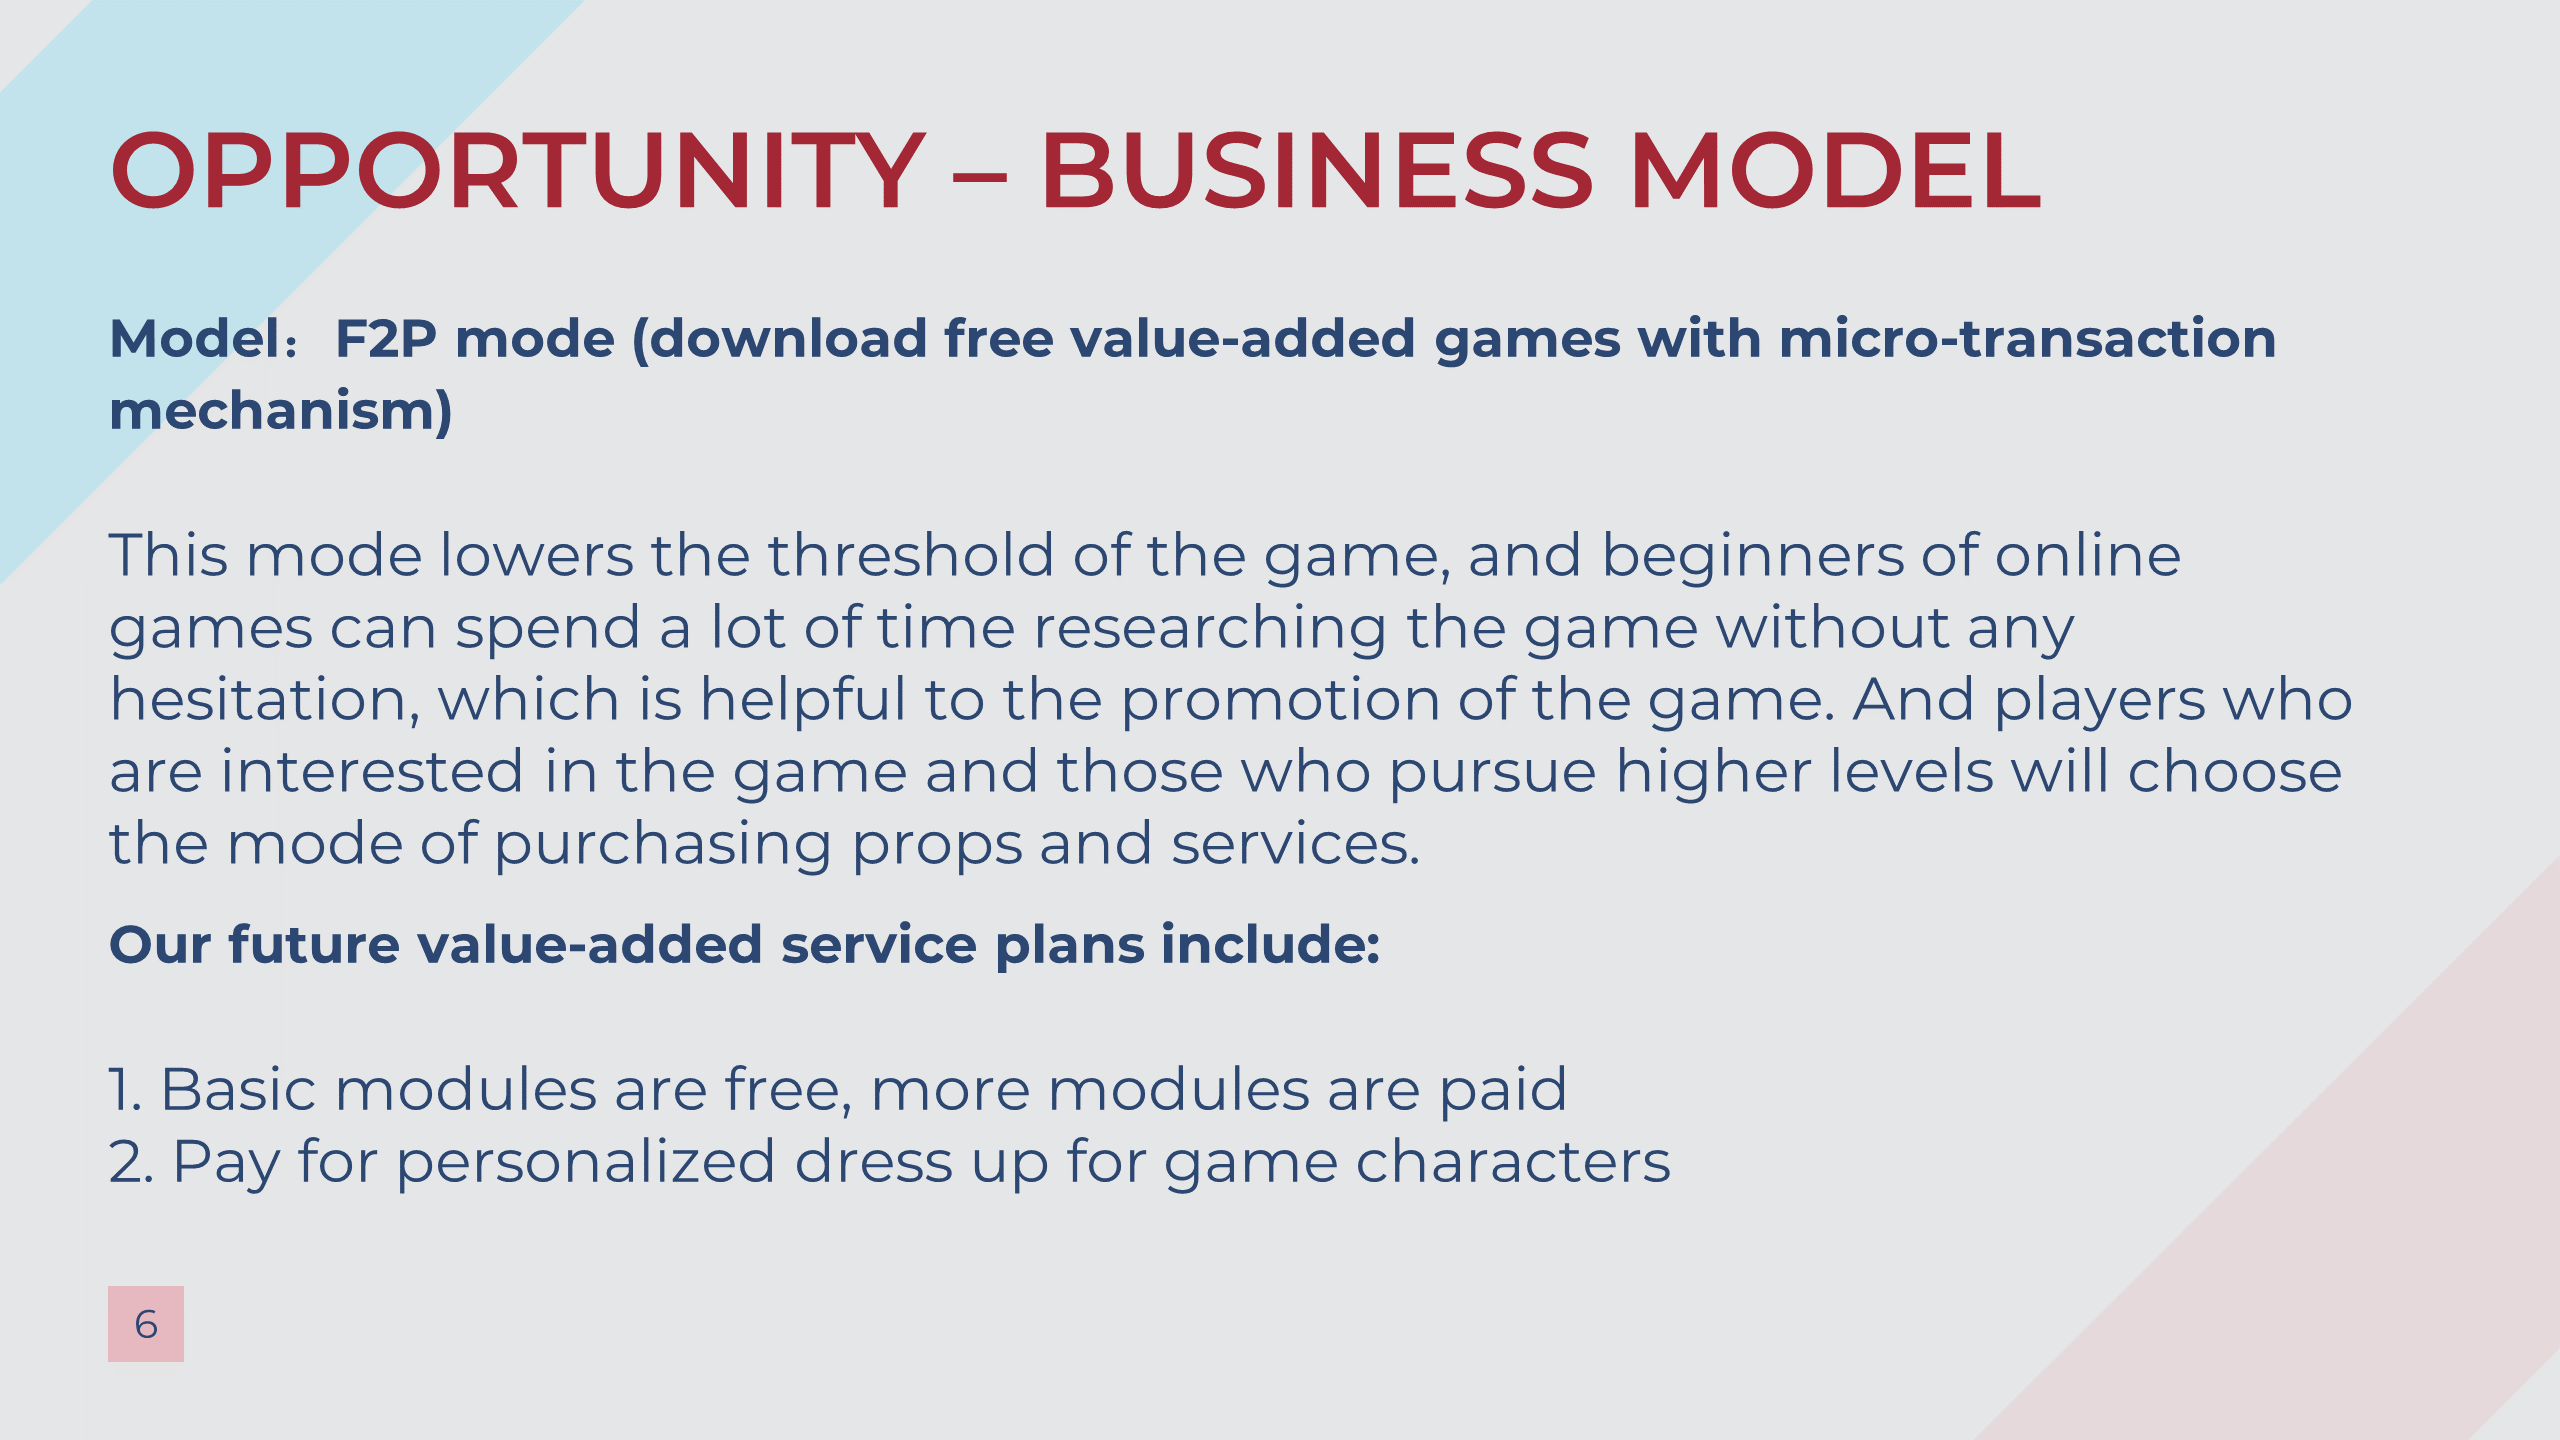 OPPORTUNITY – BUSINESS MODEL
Model：F2P mode (download free value-added games with micro-transaction
mechanism)
This mode lowers the threshold of the game, and beginners of online
games can spend a lot of time researching the game without any
hesitation, which is helpful to the promotion of the game. And players who
are interested in the game and those who pursue higher levels will choose
the mode of purchasing props and services.
Our future value-added service plans include:
1. Basic modules are free, more modules are paid
2. Pay for personalized dress up for game characters
6